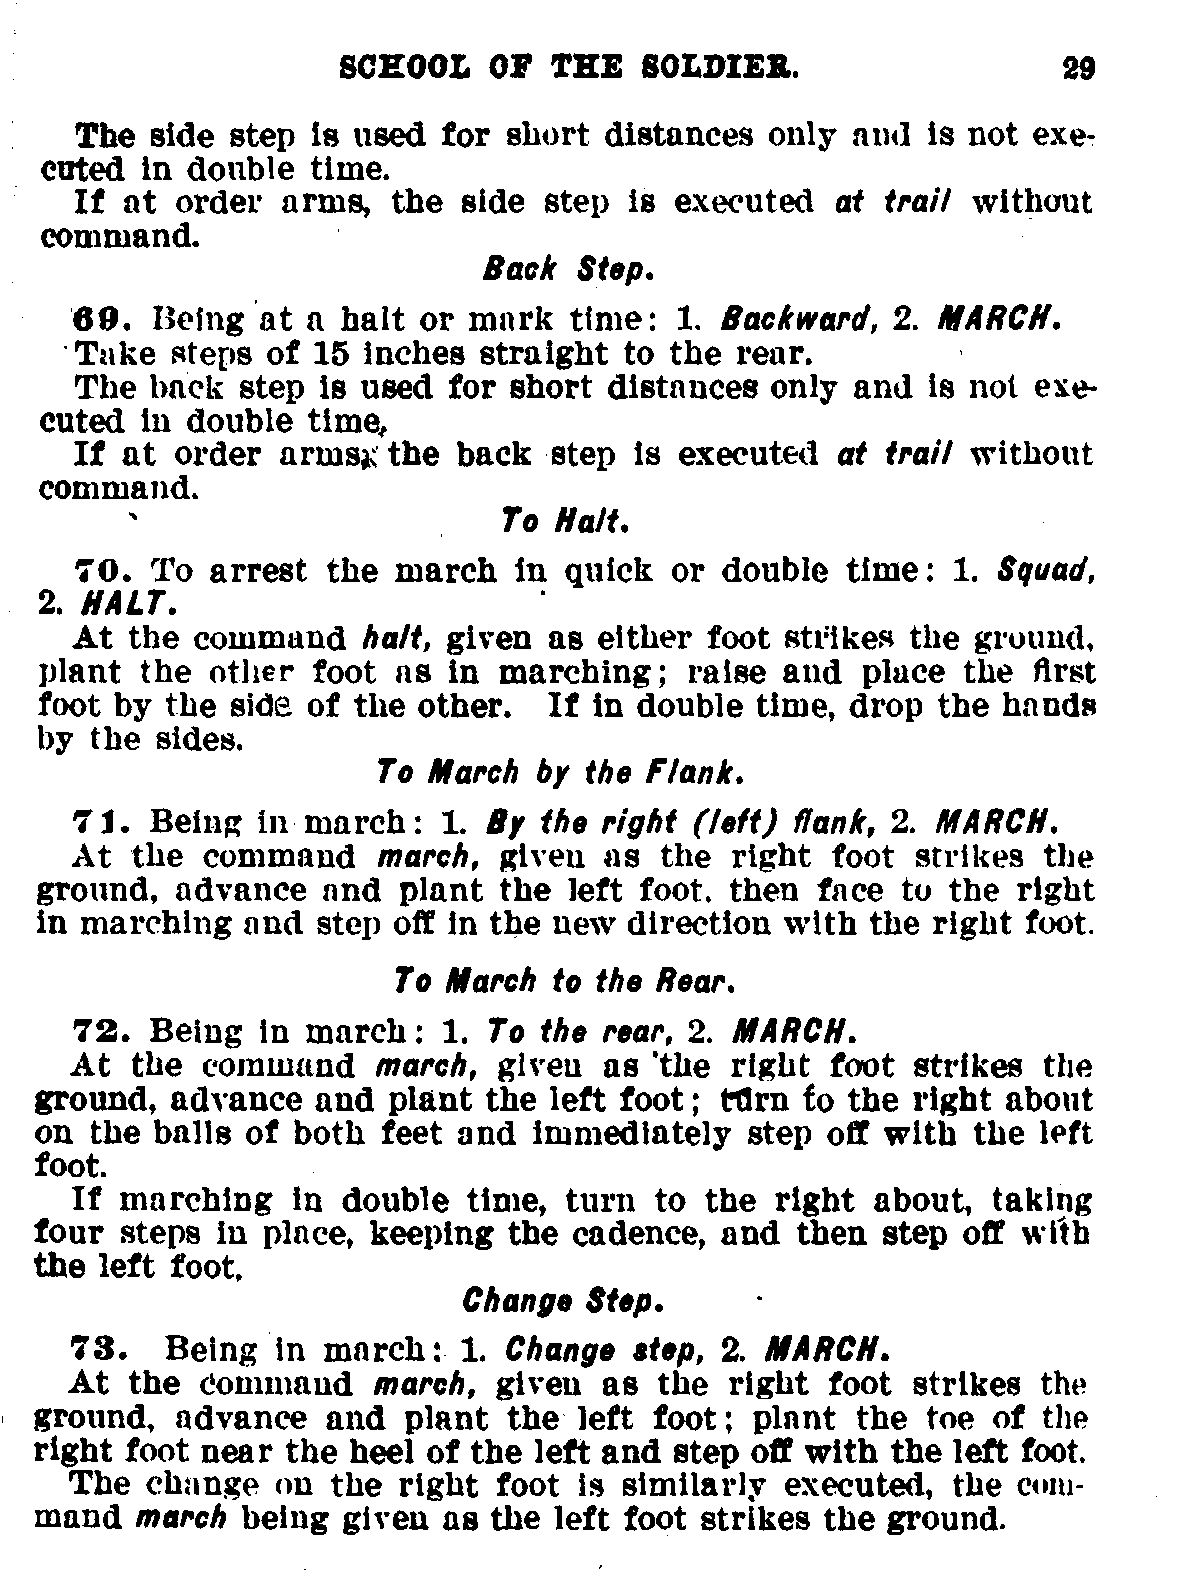 SCHOOL OF THE SOLDIER. 29
The side step is used for short distances only and is not exe-
cuted in double time.
If at order arms, the side step is executed at trail without
command.
Back Step.
69. Being at a halt or mark time: 1. Backward, 2. MARCH.
Take steps of 15 inches straight to the rear.
The back step is used for short distances only and is not exe-
cuted in double time,
If at order arms, the back step is executed at trail without
command.
To Halt.
70. To arrest the march in quick or double time: 1. Squad,
2. HALT.
At the command halt, given as either foot strikes the ground,
plant the other foot as in marching; raise and place the first
foot by the side of the other. If in double time, drop the hands
by the sides.
To March by the Flank.
71. Being in march: 1. By the right (left) flank, 2. MARCH.
At the command march, given as the right foot strikes the
ground, advance and plant the left foot. then face to the right
in marching and step off in the new direction with the right foot.
To March to the Rear.
72. Being in march: 1. To the rear, 2. MARCH.
At the command march, given as the right foot strikes the
ground, advance and plant the left foot; turn to the right about
on the balls of both feet and immediately step off with the left
foot.
If marching in double time, turn to the right about, taking
four steps in place, keeping the cadence, and then step off with
the left foot.
Change Step.
73. Being in march: 1. Change step, 2. MARCH.
At the command march, given as the right foot strikes the
ground, advance and plant the left foot; plant the toe of the
right foot near the heel of the left and step off with the left foot.
The change on the right foot is similarly executed, the com-
mand march being given as the left foot strikes the ground.